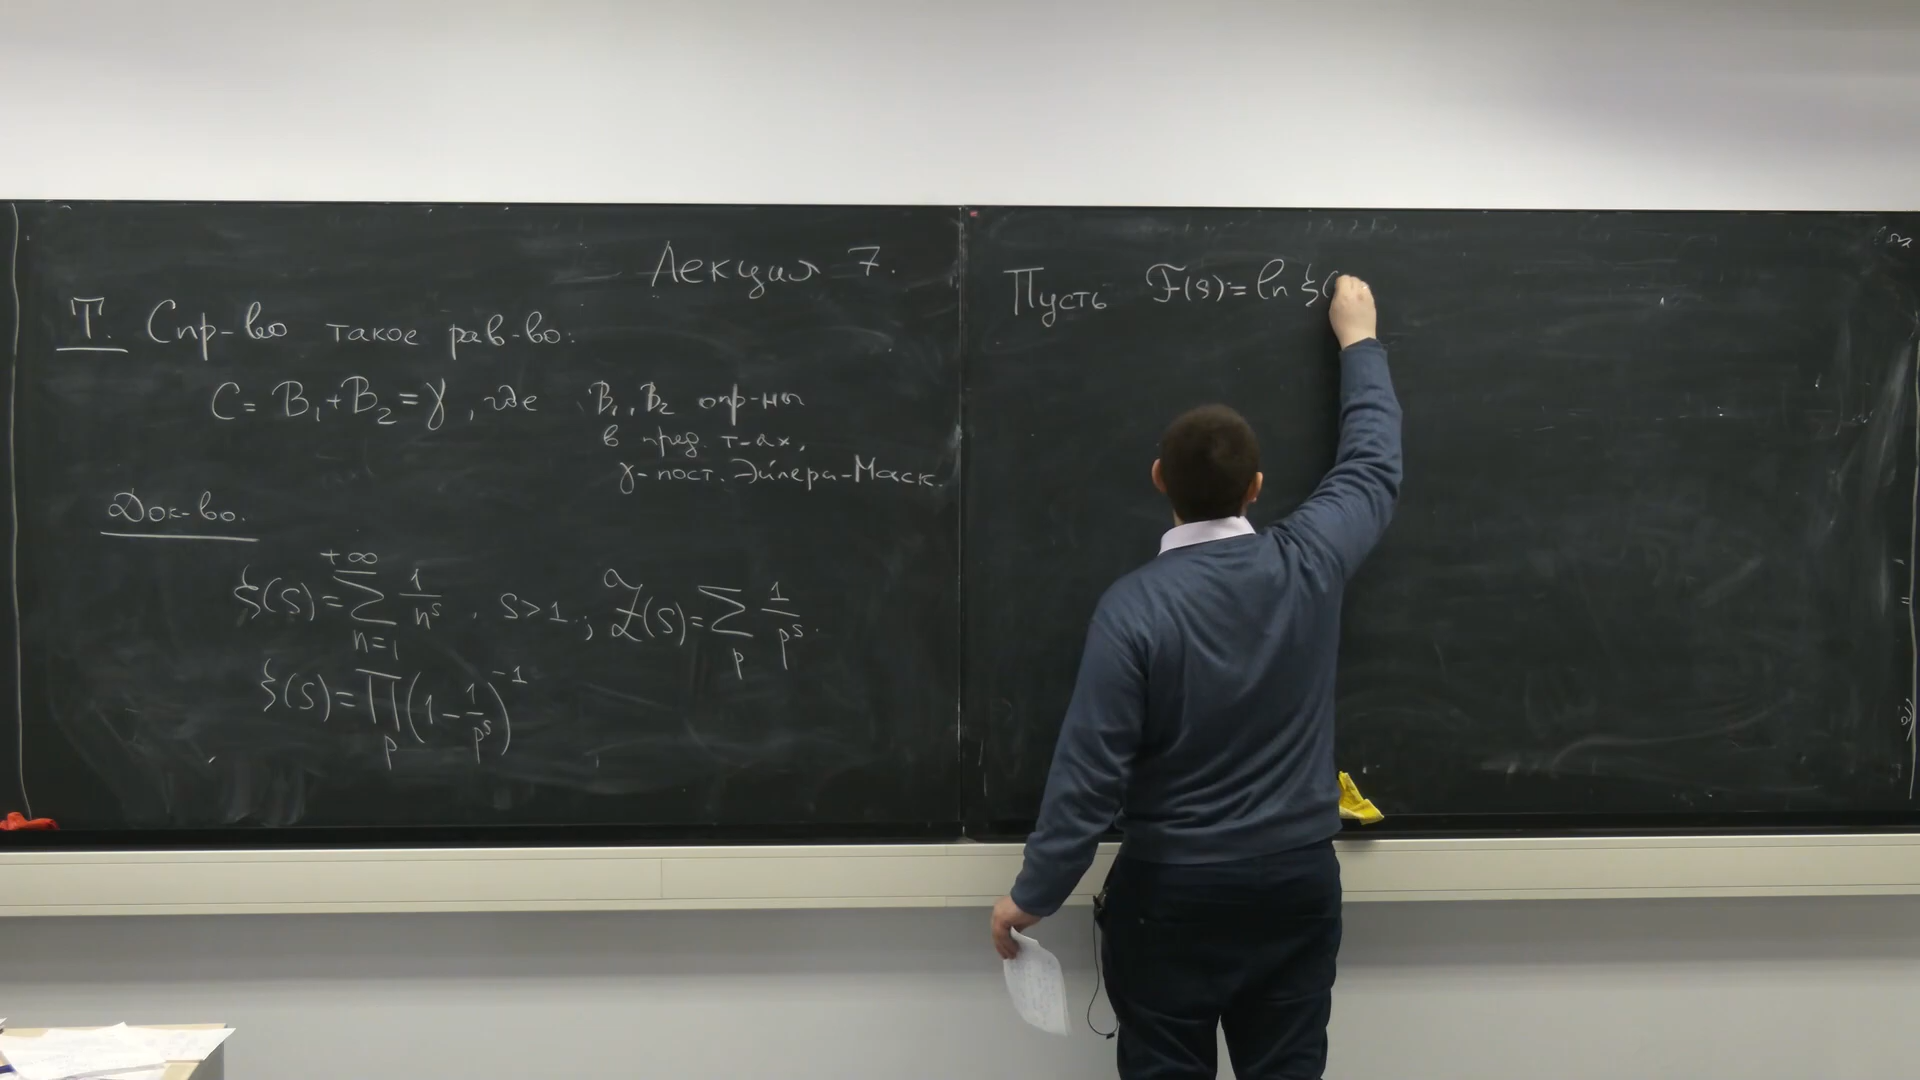 Лекция 7.
Т. Спр-во такое рав-во:
C = B₁+B₂ = γ, где B₁, B₂ опр-ны
в пред. т-ах,
γ-пост. Эйлера-Маск.
Док-во.
ξ(s)=∑_{n=1}^{+∞} 1/n^s, s>1; \tilde{Z}(s)=∑_p 1/p^s.
ξ(s)=∏_p(1-1/p^s)^{-1}
Пусть F(s)=ln ξ(